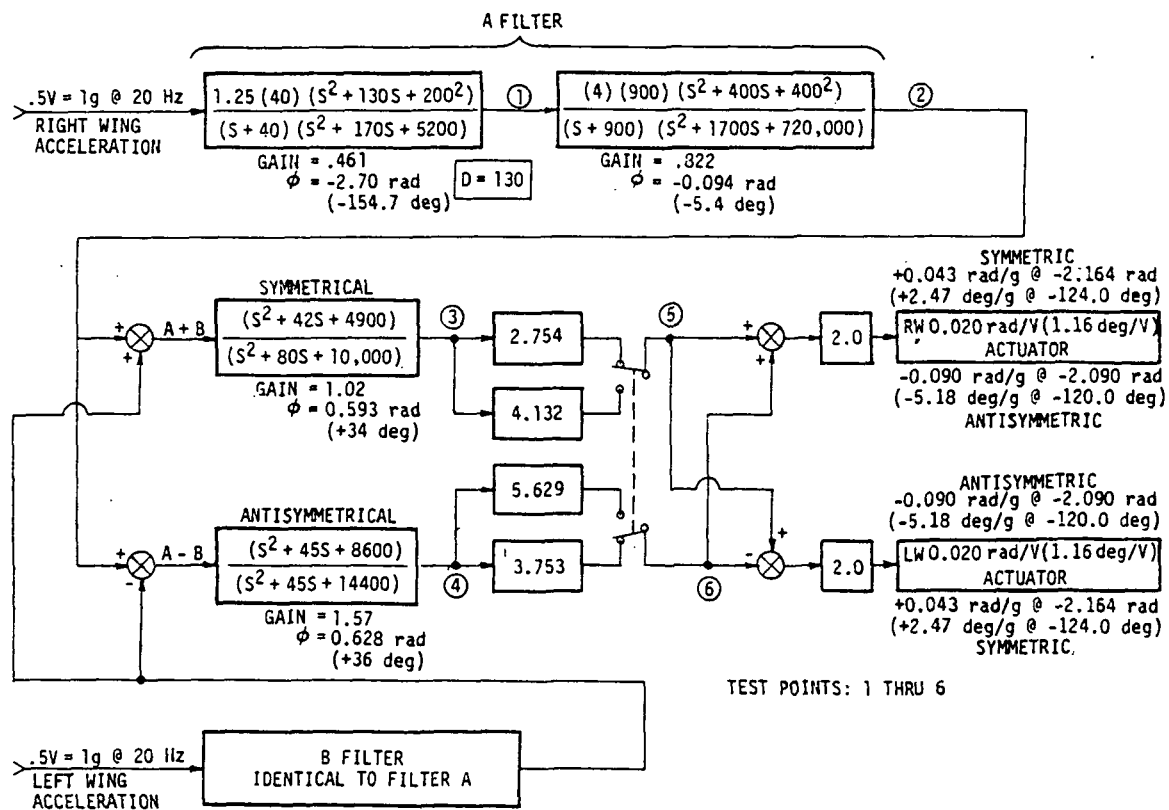 A FILTER
.5V = 1g @ 20 Hz
RIGHT WING
ACCELERATION
1.25 (40) (S² + 130S + 200²)
(S + 40) (S² + 170S + 5200)
GAIN = .461
ϕ = -2.70 rad
(-154.7 deg)
D = 130
①
(4) (900) (S² + 400S + 400²)
(S + 900) (S² + 1700S + 720,000)
GAIN = .822
ϕ = -0.094 rad
(-5.4 deg)
②
+
+
A + B
SYMMETRICAL
(S² + 42S + 4900)
(S² + 80S + 10,000)
GAIN = 1.02
ϕ = 0.593 rad
(+34 deg)
③
2.754
4.132
⑤
+
+
2.0
SYMMETRIC
+0.043 rad/g @ -2.164 rad
(+2.47 deg/g @ -124.0 deg)
RW 0.020 rad/V(1.16 deg/V)
ACTUATOR
-0.090 rad/g @ -2.090 rad
(-5.18 deg/g @ -120.0 deg)
ANTISYMMETRIC
+
-
A - B
ANTISYMMETRICAL
(S² + 45S + 8600)
(S² + 45S + 14400)
GAIN = 1.57
ϕ = 0.628 rad
(+36 deg)
④
5.629
3.753
⑥
+
-
2.0
ANTISYMMETRIC
-0.090 rad/g @ -2.090 rad
(-5.18 deg/g @ -120.0 deg)
LW 0.020 rad/V(1.16 deg/V)
ACTUATOR
+0.043 rad/g @ -2.164 rad
(+2.47 deg/g @ -124.0 deg)
SYMMETRIC
TEST POINTS: 1 THRU 6
.5V = 1g @ 20 Hz
LEFT WING
ACCELERATION
B FILTER
IDENTICAL TO FILTER A